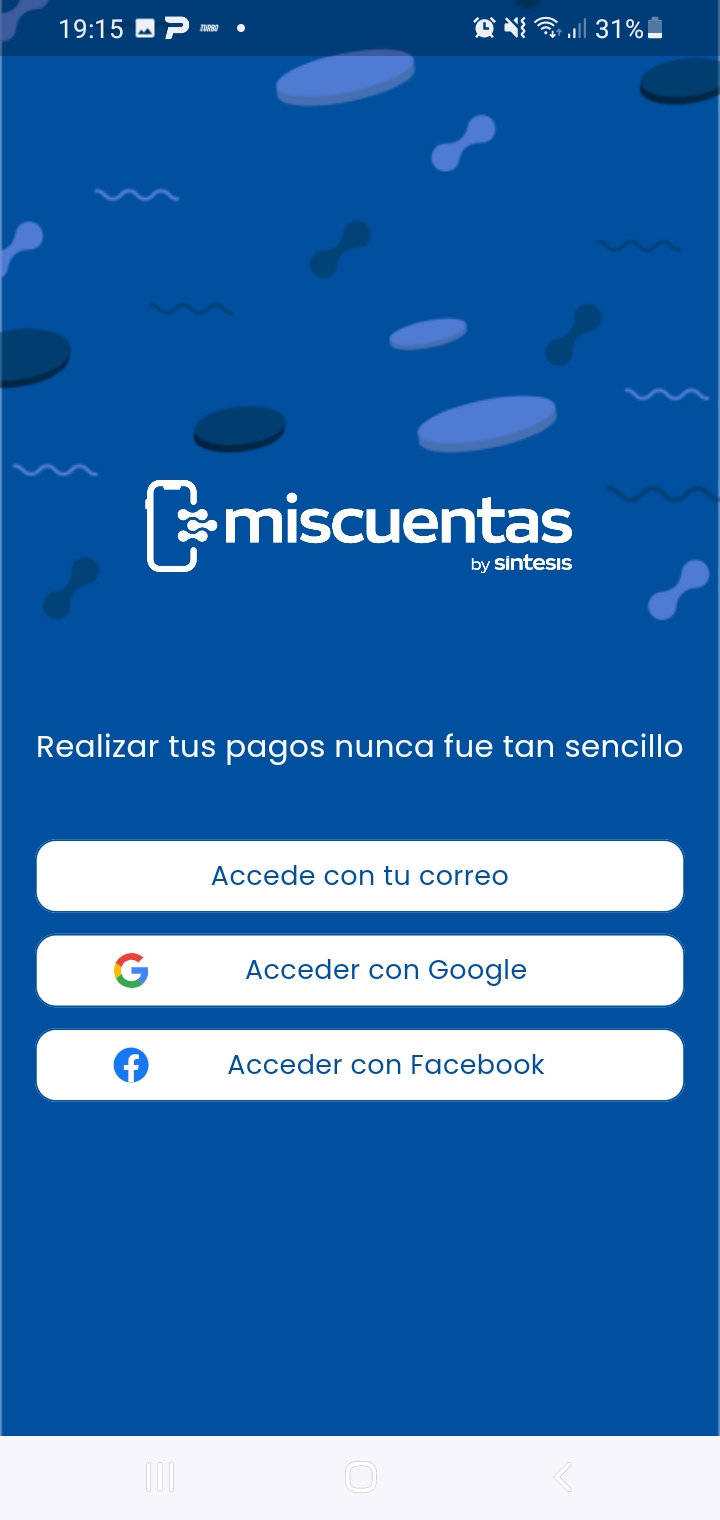 19:15 TURBO 31%
miscuentas
by síntesis
Realizar tus pagos nunca fue tan sencillo
Accede con tu correo
Acceder con Google
Acceder con Facebook